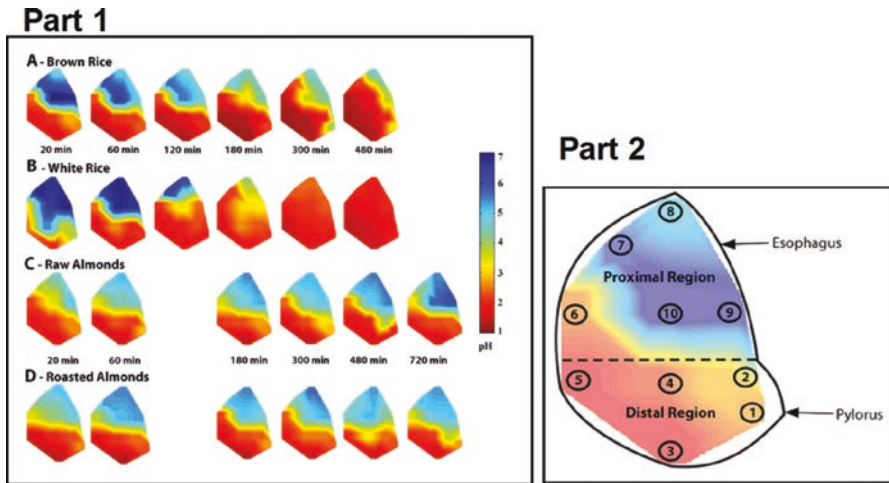 Part 1
A - Brown Rice
20 min 60 min 120 min 180 min 300 min 480 min
B - White Rice
7
6
5
4
3
2
1
pH
C - Raw Almonds
20 min 60 min 180 min 300 min 480 min 720 min
D - Roasted Almonds
Part 2
8
Esophagus
7
Proximal Region
6 10 9
5 4 2
1
Distal Region
Pylorus
3